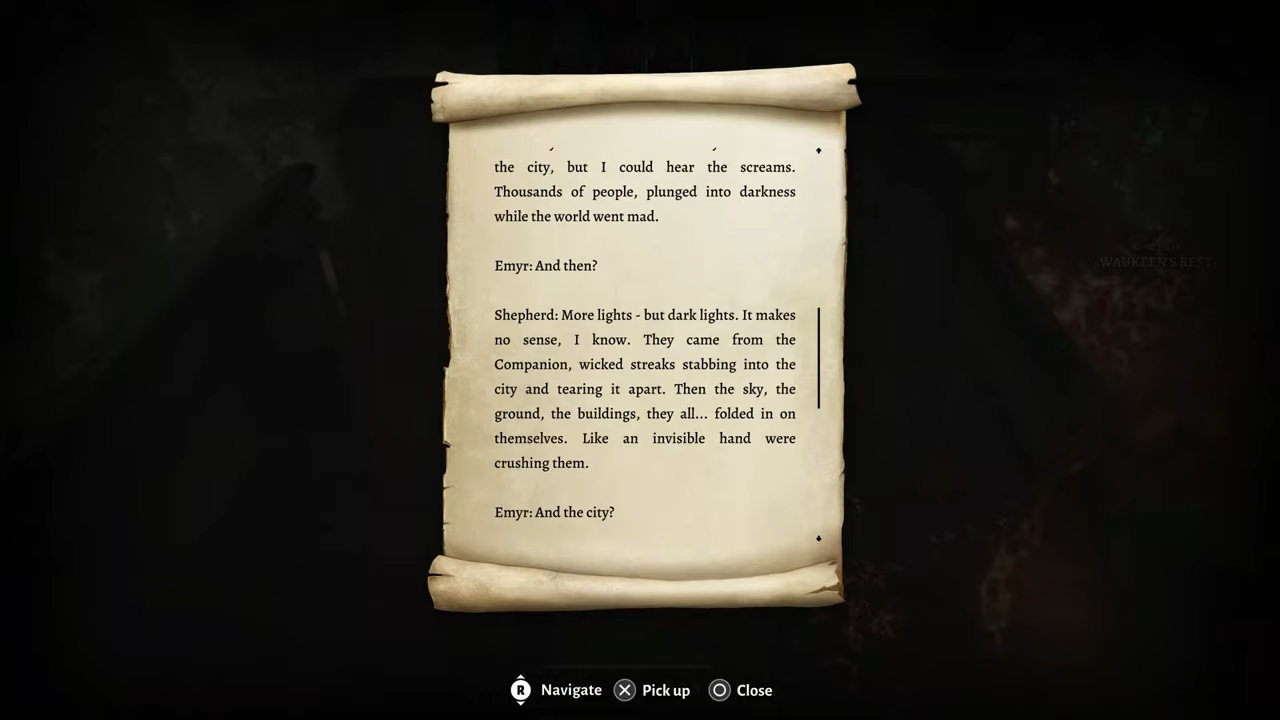 the city, but I could hear the screams.
Thousands of people, plunged into darkness
while the world went mad.
Emyr: And then?
Shepherd: More lights - but dark lights. It makes
no sense, I know. They came from the
Companion, wicked streaks stabbing into the
city and tearing it apart. Then the sky, the
ground, the buildings, they all... folded in on
themselves. Like an invisible hand were
crushing them.
Emyr: And the city?
WAUKEEN'S REST
R Navigate Pick up Close